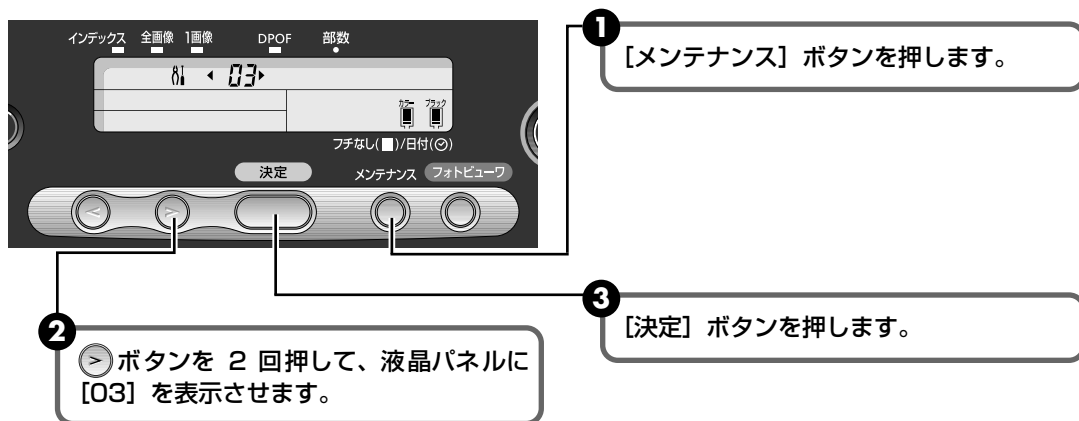 インデックス 全画像 1画像 DPOF 部数
03
カラー ブラック
フチなし( )/日付( )
決定 メンテナンス フォトビューワ
< >
1
[メンテナンス] ボタンを押します。
2
> ボタンを 2 回押して、液晶パネルに
[03] を表示させます。
3
[決定] ボタンを押します。